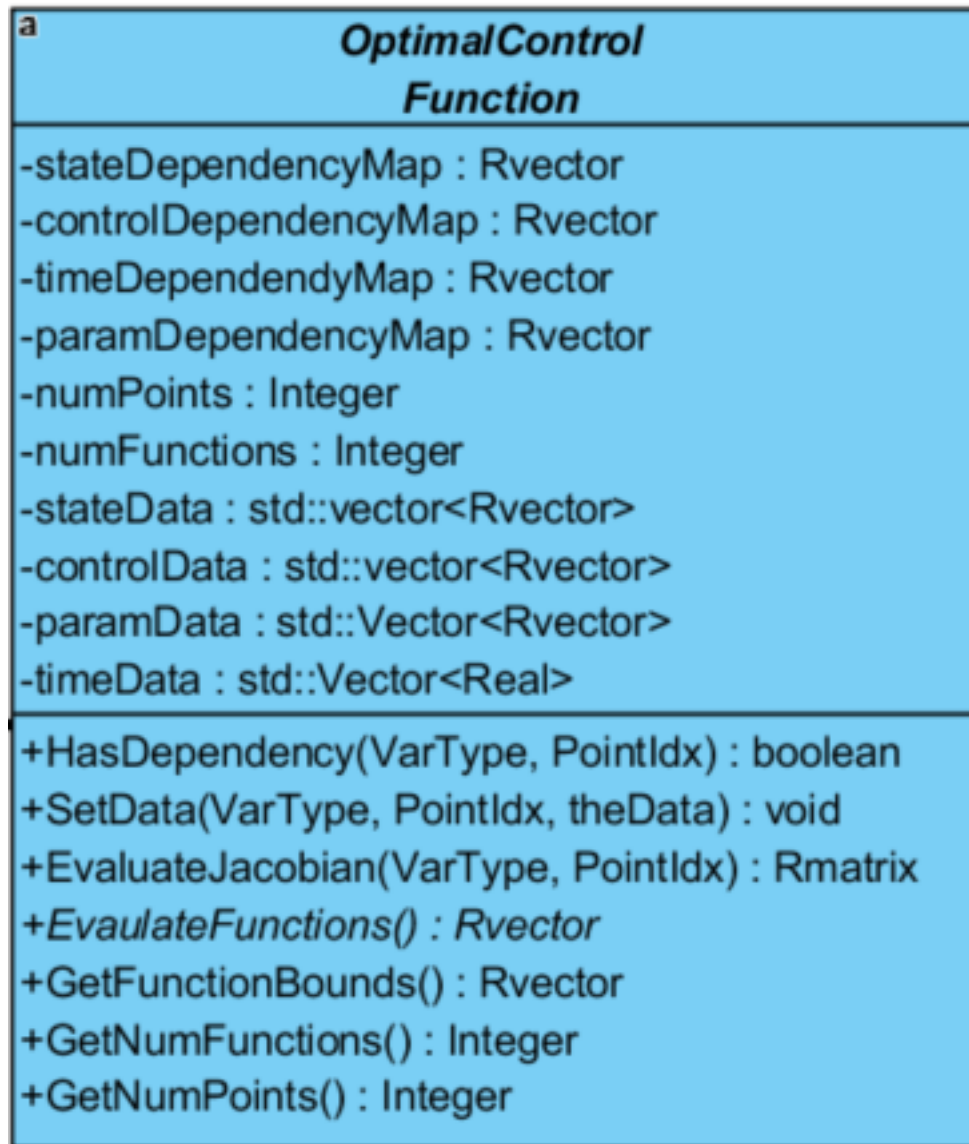 a
OptimalControl
Function
-stateDependencyMap : Rvector
-controlDependencyMap : Rvector
-timeDependendyMap : Rvector
-paramDependencyMap : Rvector
-numPoints : Integer
-numFunctions : Integer
-stateData : std::vector<Rvector>
-controlData : std::vector<Rvector>
-paramData : std::Vector<Rvector>
-timeData : std::Vector<Real>
+HasDependency(VarType, PointIdx) : boolean
+SetData(VarType, PointIdx, theData) : void
+EvaluateJacobian(VarType, PointIdx) : Rmatrix
+EvaulateFunctions() : Rvector
+GetFunctionBounds() : Rvector
+GetNumFunctions() : Integer
+GetNumPoints() : Integer